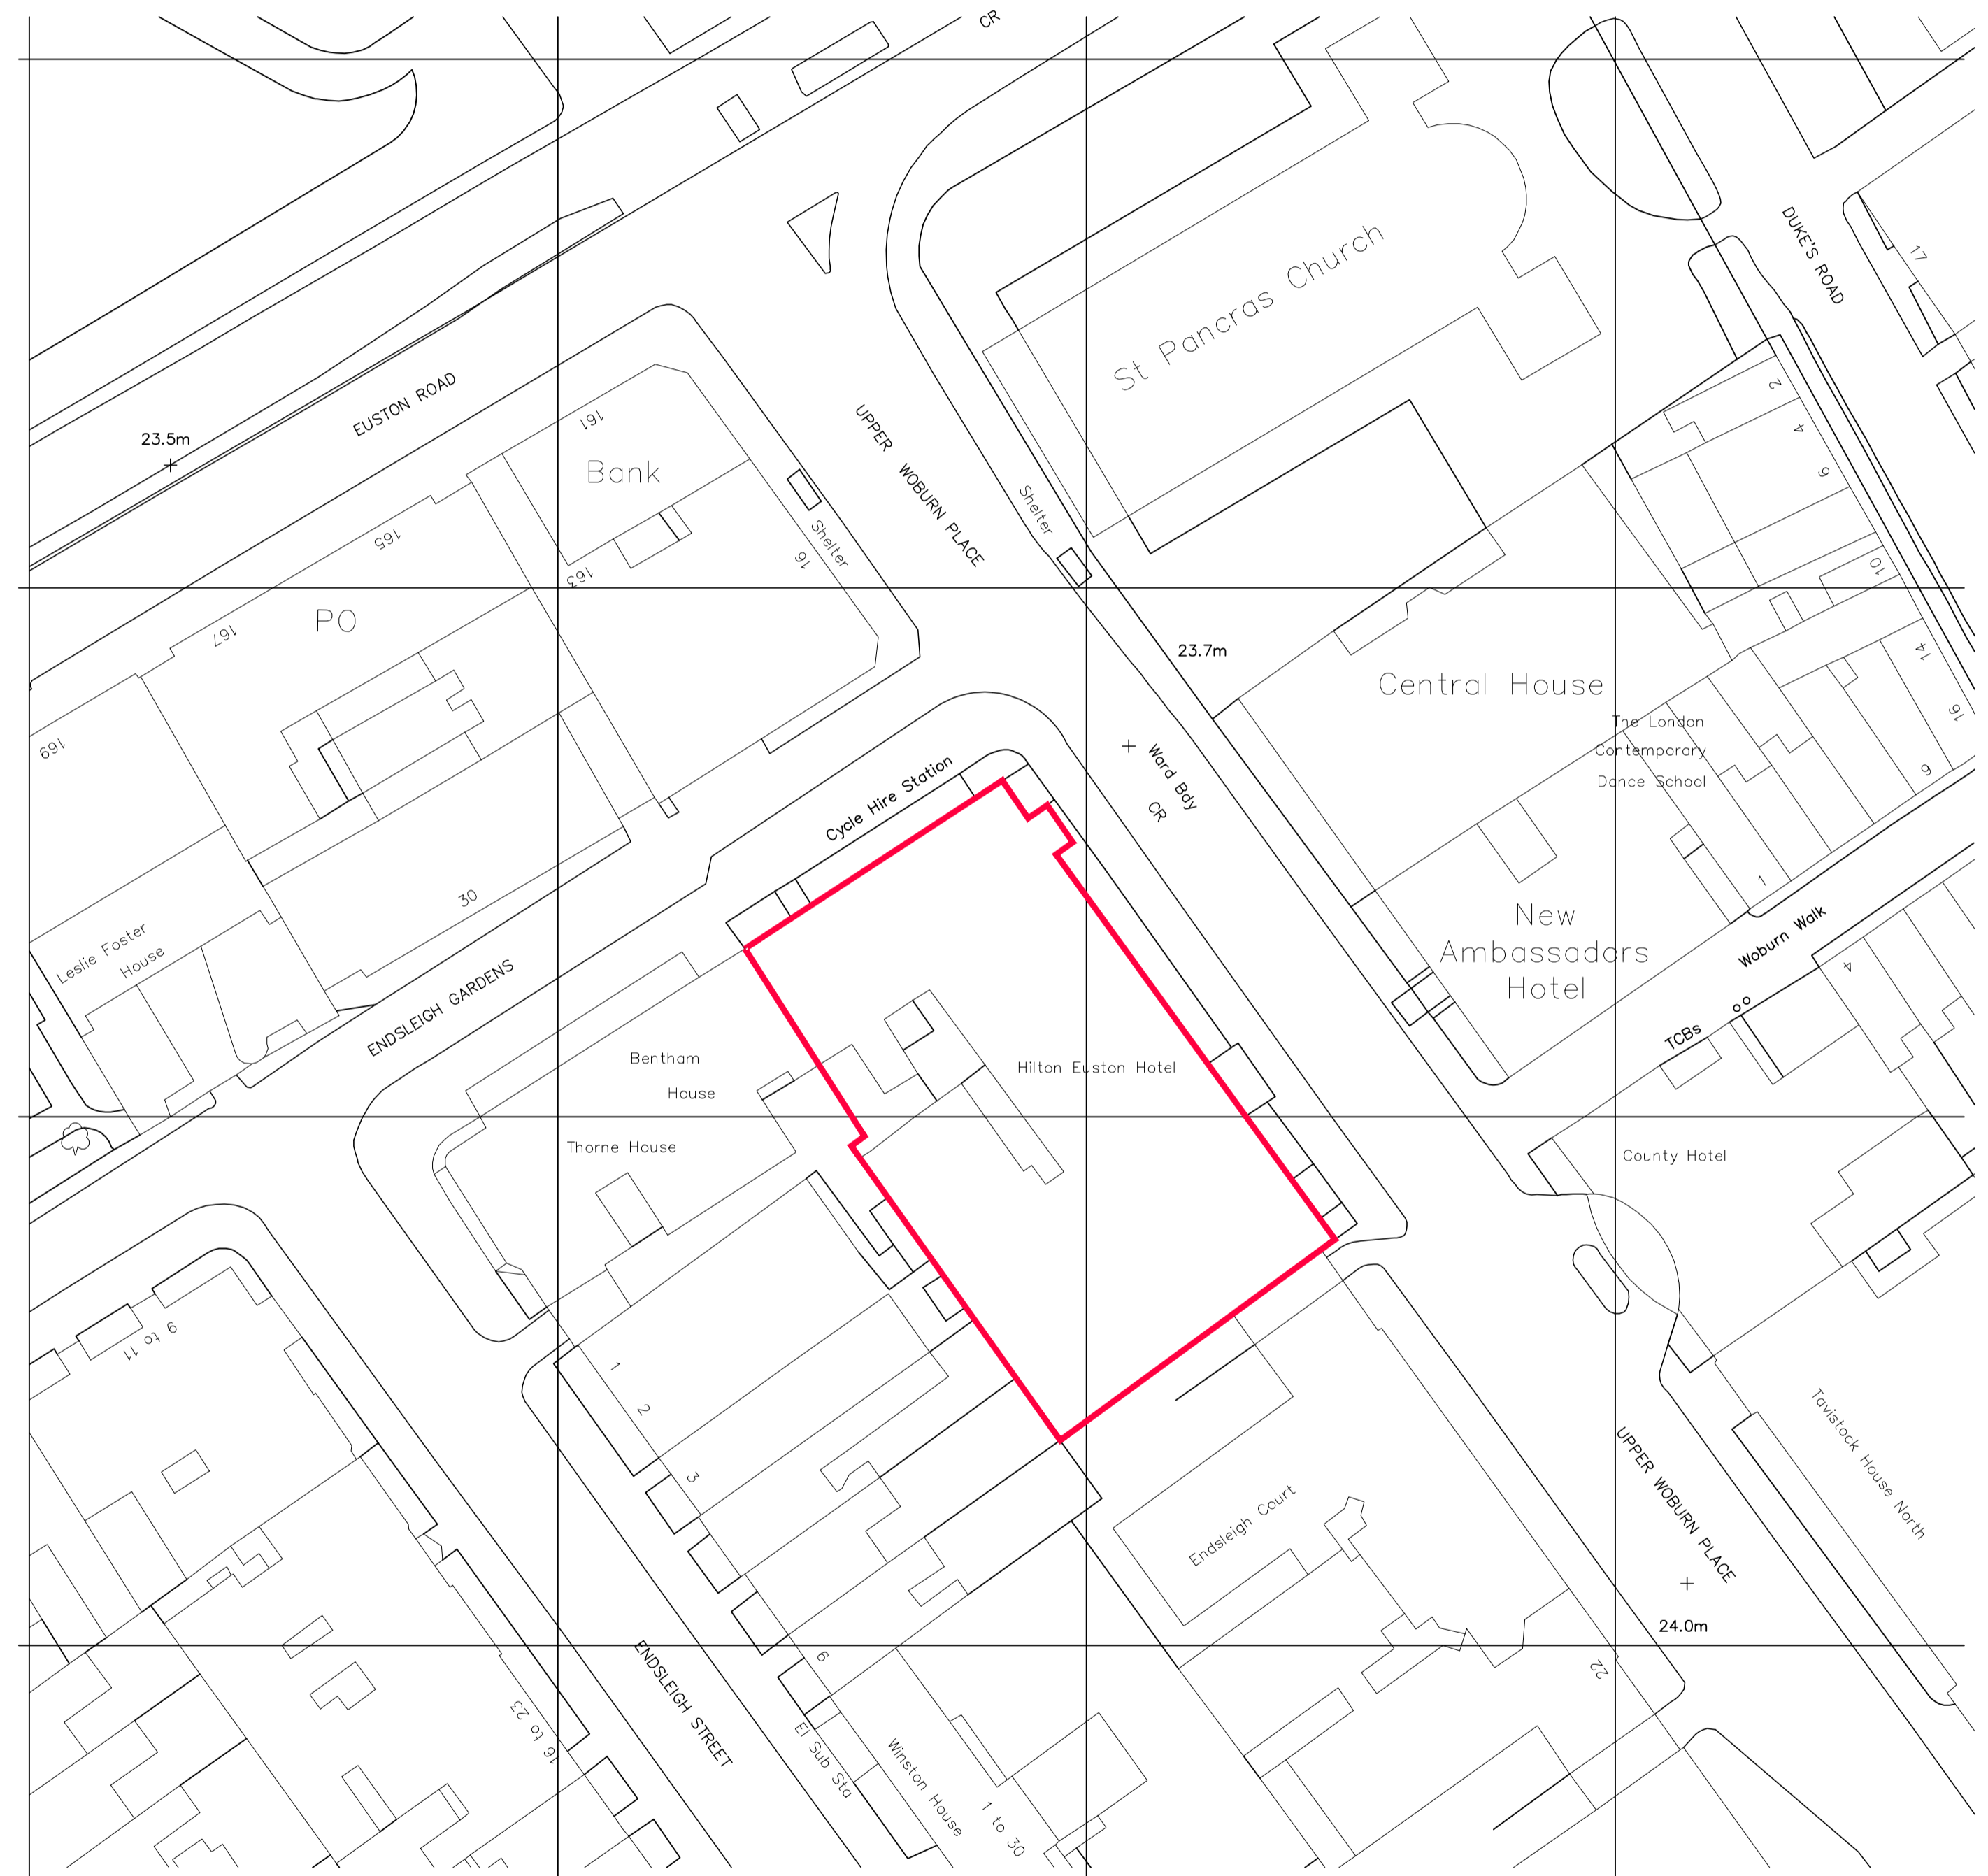 CR
DUKE'S ROAD
17
St Pancras Church
EUSTON ROAD
23.5m
161
Bank
UPPER WOBURN PLACE
Shelter
Shelter
16
165
163
167
PO
169
2
4
6
10
14
16
9
1
23.7m
Central House
The London
Contemporary
Dance School
Ward Bdy
CR
Cycle Hire Station
30
Leslie Foster
House
ENDSLEIGH GARDENS
New
Ambassadors
Hotel
Woburn Walk
4
TCBs
Bentham
House
Hilton Euston Hotel
Thorne House
County Hotel
9 to 11
1
2
3
Tavistock House North
UPPER WOBURN PLACE
24.0m
Endsleigh Court
22
ENDSLEIGH STREET
9
16 to 23
El Sub Sta
Winston House
1 to 30